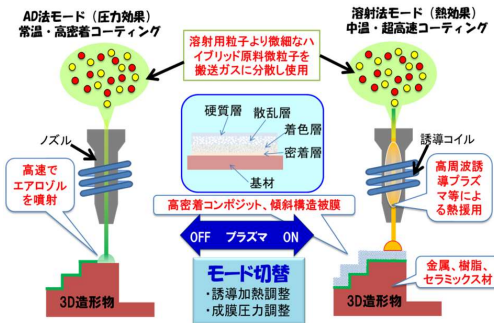 AD法モード（圧力効果）
常温・高密着コーティング
溶射用粒子より微細なハ
イブリッド原料微粒子を
搬送ガスに分散し使用
溶射法モード（熱効果）
中温・超高速コーティング
ノズル
高速で
エアロゾル
を噴射
硬質層
散乱層
着色層
密着層
基材
誘導コイル
高周波誘
導プラズ
マ等によ
る熱援用
高密着コンポジット、傾斜構造被膜
OFF プラズマ ON
モード切替
・誘導加熱調整
・成膜圧力調整
3D造形物
金属、樹脂、
セラミックス材
3D造形物